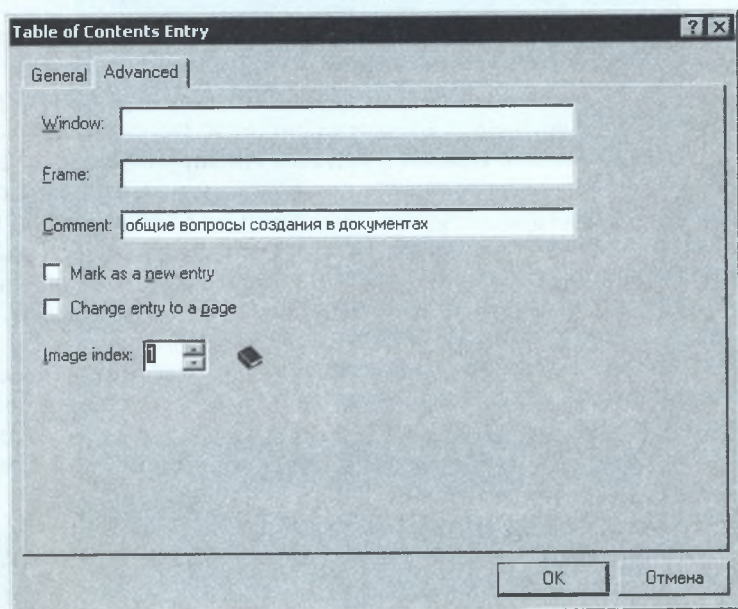 Table of Contents Entry
General Advanced
Window:
Frame:
Comment: общие вопросы создания в документах
Mark as a new entry
Change entry to a page
Image index: 1
OK Отмена